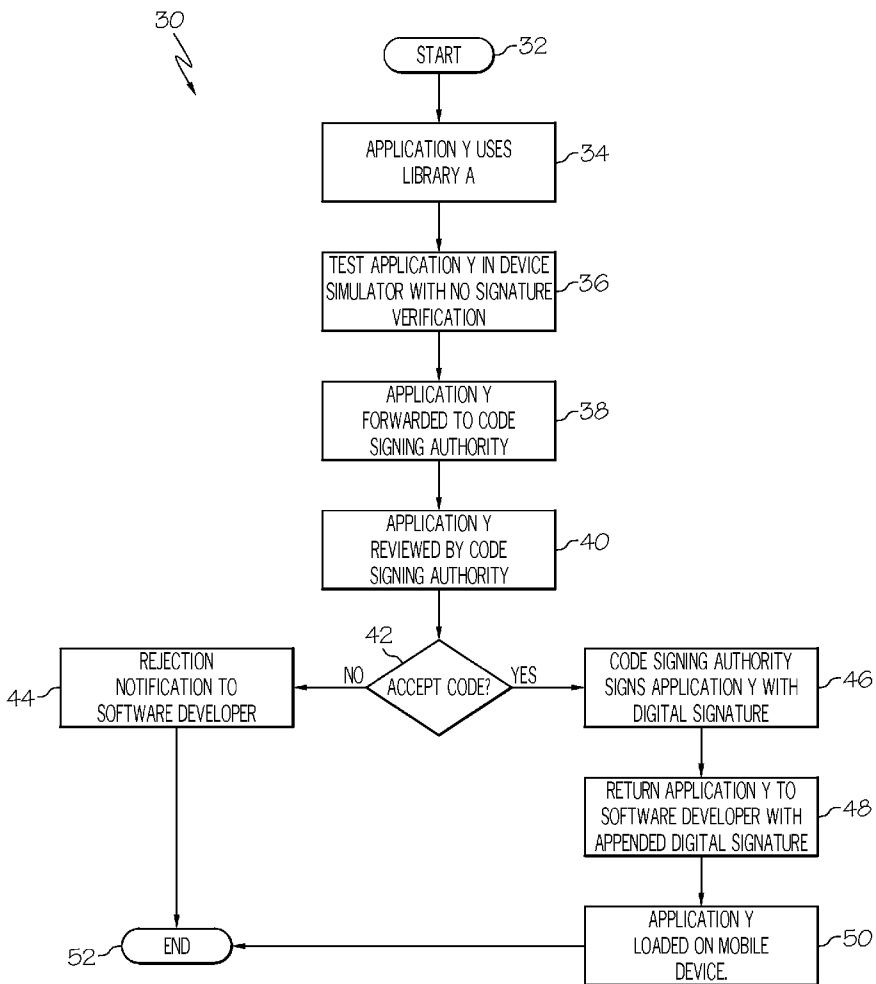 30
START
32
APPLICATION Y USES
LIBRARY A
34
TEST APPLICATION Y IN DEVICE
SIMULATOR WITH NO SIGNATURE
VERIFICATION
36
APPLICATION Y
FORWARDED TO CODE
SIGNING AUTHORITY
38
APPLICATION Y
REVIEWED BY CODE
SIGNING AUTHORITY
40
42
ACCEPT CODE?
NO
YES
REJECTION
NOTIFICATION TO
SOFTWARE DEVELOPER
44
CODE SIGNING AUTHORITY
SIGNS APPLICATION Y WITH
DIGITAL SIGNATURE
46
RETURN APPLICATION Y TO
SOFTWARE DEVELOPER WITH
APPENDED DIGITAL SIGNATURE
48
APPLICATION Y
LOADED ON MOBILE
DEVICE.
50
END
52